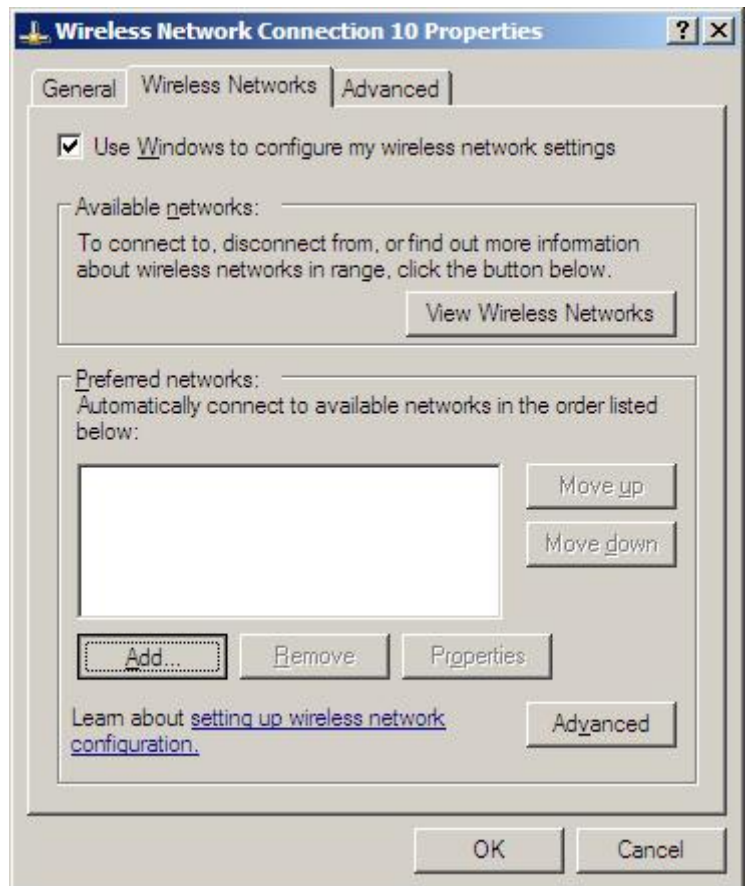 Wireless Network Connection 10 Properties
General Wireless Networks Advanced
Use Windows to configure my wireless network settings
Available networks:
To connect to, disconnect from, or find out more information
about wireless networks in range, click the button below.
View Wireless Networks
Preferred networks:
Automatically connect to available networks in the order listed
below:
Move up
Move down
Add... Remove Properties
Learn about setting up wireless network
configuration.
Advanced
OK Cancel